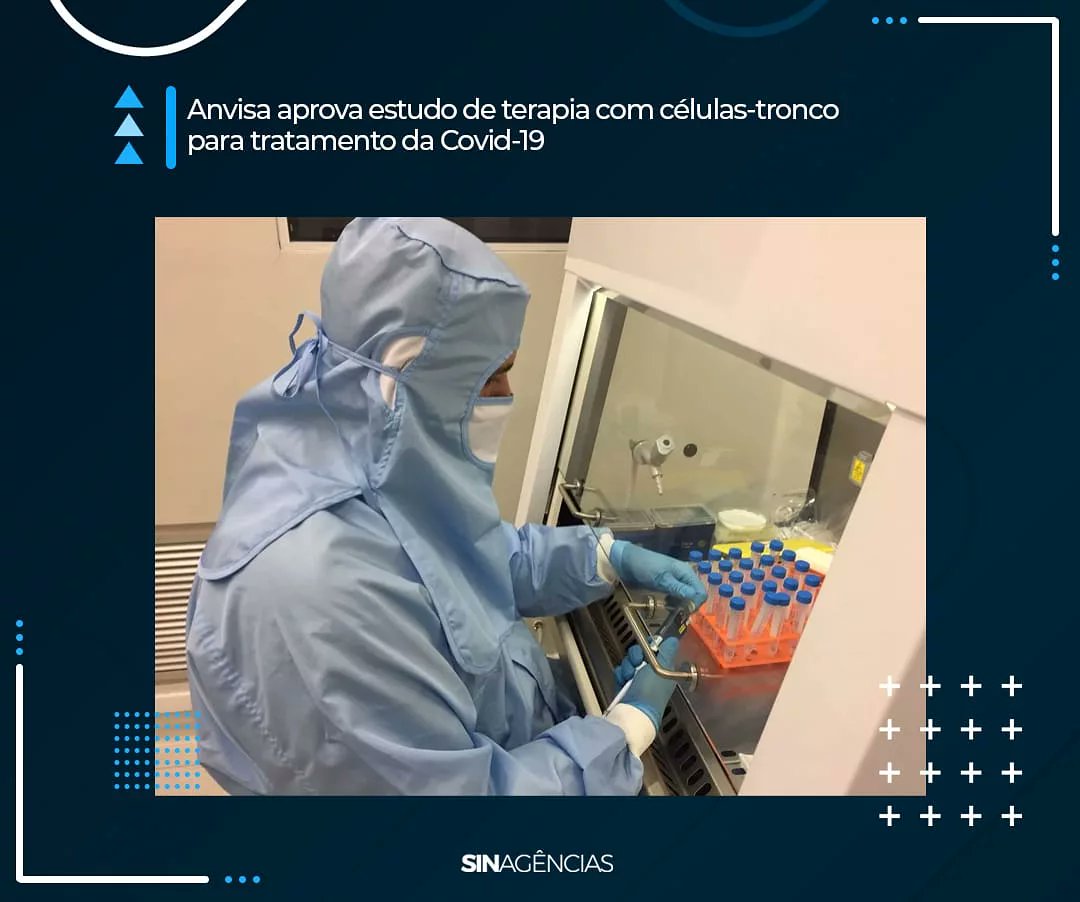 Anvisa aprova estudo de terapia com células-tronco
para tratamento da Covid-19
SINAGÊNCIAS